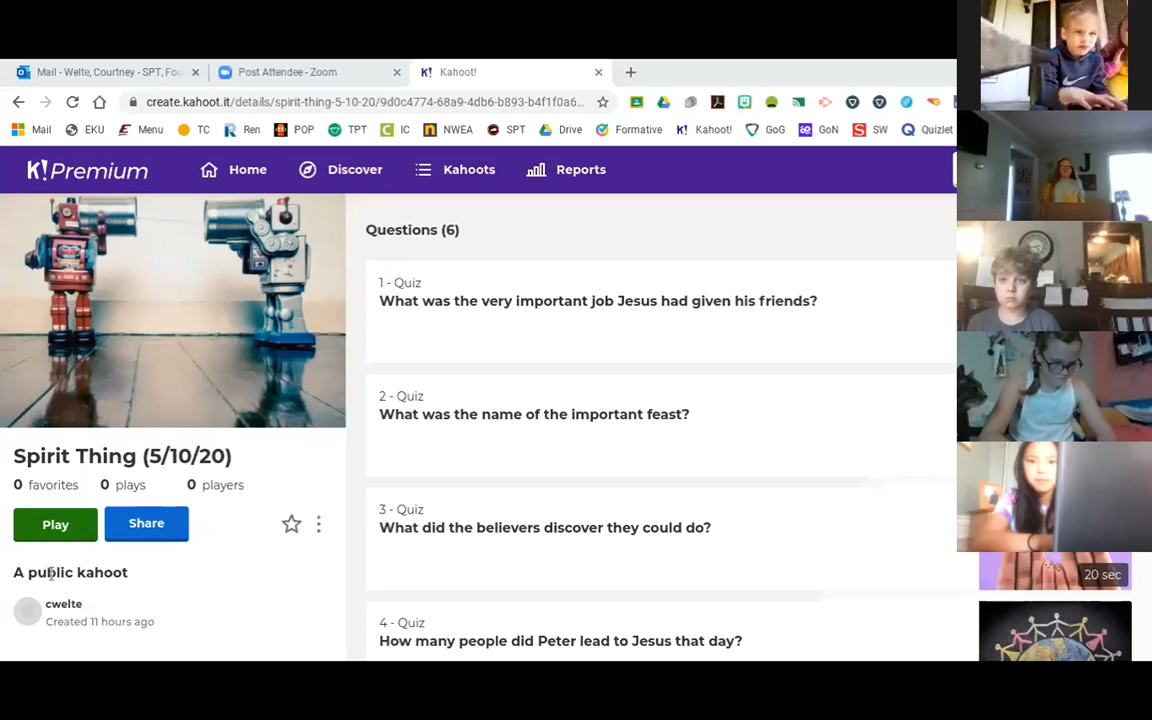 Mail - Welte, Courtney - SPT, Fou
Post Attendee - Zoom
K! Kahoot!
create.kahoot.it/details/spirit-thing-5-10-20/9d0c4774-68a9-4db6-b893-b4f1f0a6...
Mail EKU Menu TC Ren POP TPT IC NWEA SPT Drive Formative K! Kahoot! GoG GoN SW Quizlet
K! Premium Home Discover Kahoots Reports
Questions (6)
1 - Quiz
What was the very important job Jesus had given his friends?
2 - Quiz
What was the name of the important feast?
3 - Quiz
What did the believers discover they could do?
20 sec
4 - Quiz
How many people did Peter lead to Jesus that day?
Spirit Thing (5/10/20)
0 favorites 0 plays 0 players
Play Share
A public kahoot
cwelte
Created 11 hours ago
J